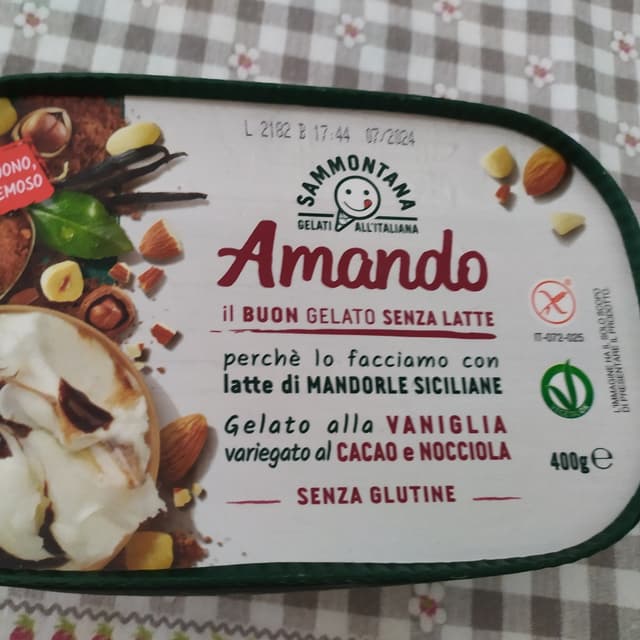 L 2182 B 17:44 07/2024
UONO,
EMOSO
SAMMONTANA
GELATI ALL'ITALIANA
Amando
il BUON GELATO SENZA LATTE
perchè lo facciamo con
latte di MANDORLE SICILIANE
Gelato alla VANIGLIA
variegato al CACAO e NOCCIOLA
SENZA GLUTINE
IT-072-025
400g e
L'IMMAGINE HA IL SOLO SCOPO
DI PRESENTARE IL PRODOTTO.